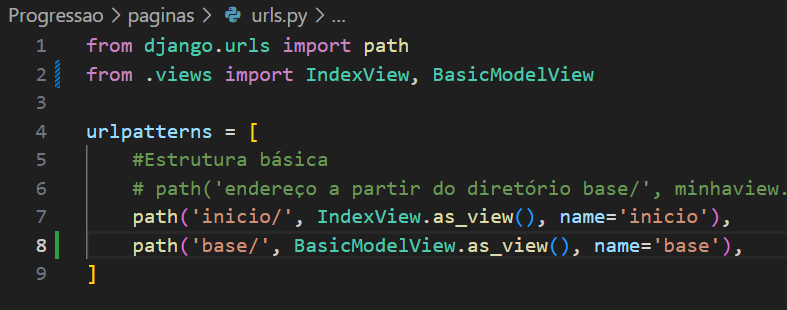 Progressao > paginas > urls.py > ...
1 from django.urls import path
2 from .views import IndexView, BasicModelView
3
4 urlpatterns = [
5 #Estrutura básica
6 # path('endereço a partir do diretório base/', minhaview.
7 path('inicio/', IndexView.as_view(), name='inicio'),
8 path('base/', BasicModelView.as_view(), name='base'),
9 ]